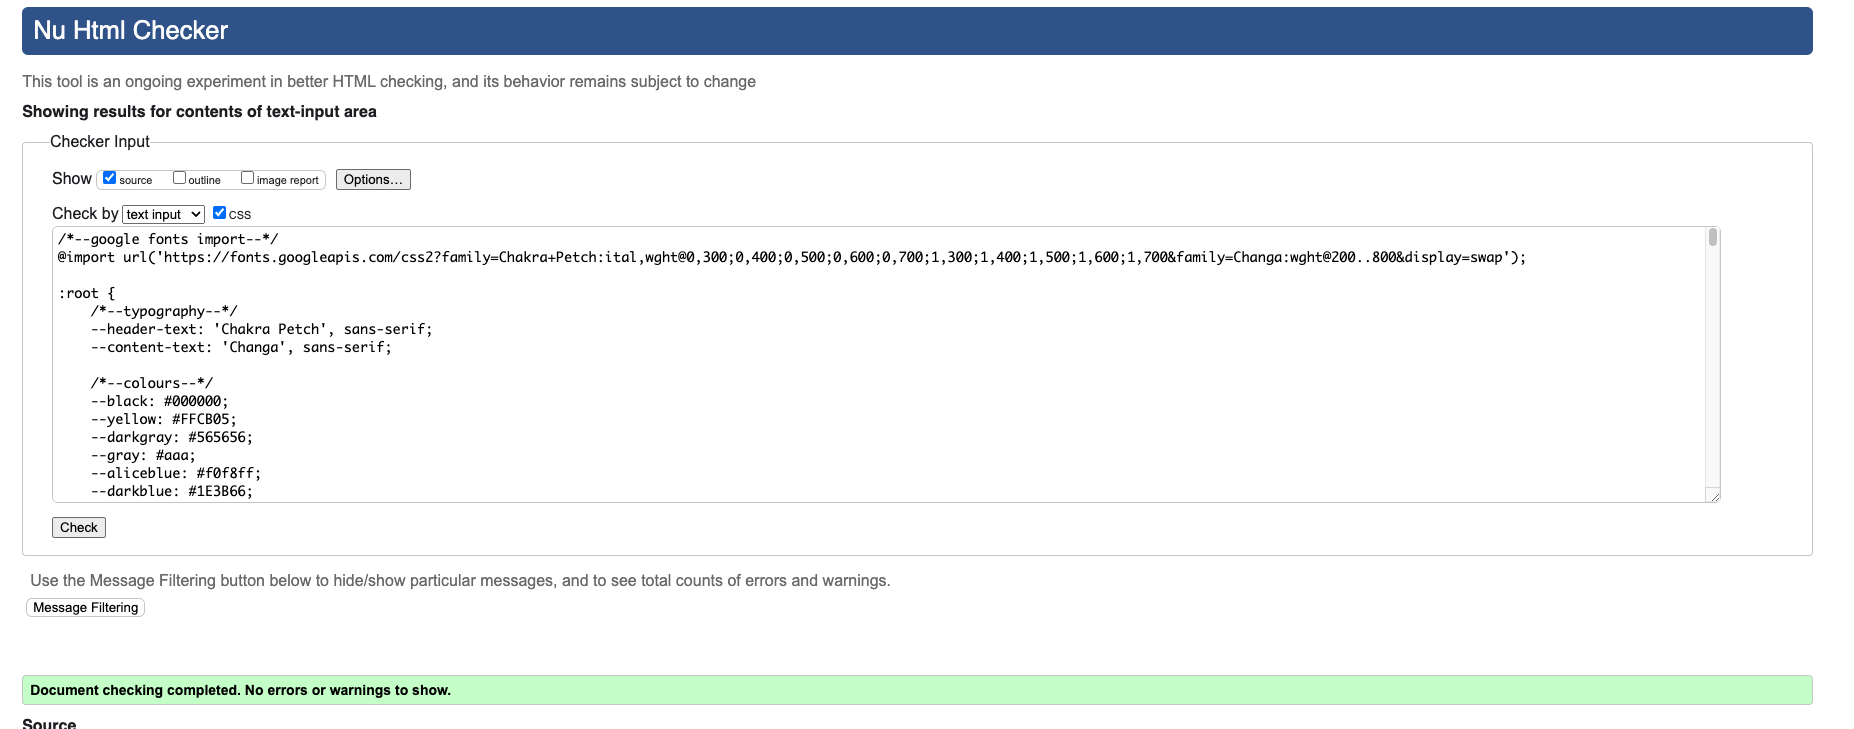 Nu Html Checker
This tool is an ongoing experiment in better HTML checking, and its behavior remains subject to change
Showing results for contents of text-input area
Checker Input
Show source outline image report Options...
Check by text input CSS
/*--google fonts import--*/
@import url('https://fonts.googleapis.com/css2?family=Chakra+Petch:ital,wght@0,300;0,400;0,500;0,600;0,700;1,300;1,400;1,500;1,600;1,700&family=Changa:wght@200..800&display=swap');
:root {
/*--typography--*/
--header-text: 'Chakra Petch', sans-serif;
--content-text: 'Changa', sans-serif;
/*--colours--*/
--black: #000000;
--yellow: #FFCB05;
--darkgray: #565656;
--gray: #aaa;
--aliceblue: #f0f8ff;
--darkblue: #1E3B66;
Check
Use the Message Filtering button below to hide/show particular messages, and to see total counts of errors and warnings.
Message Filtering
Document checking completed. No errors or warnings to show.
Source